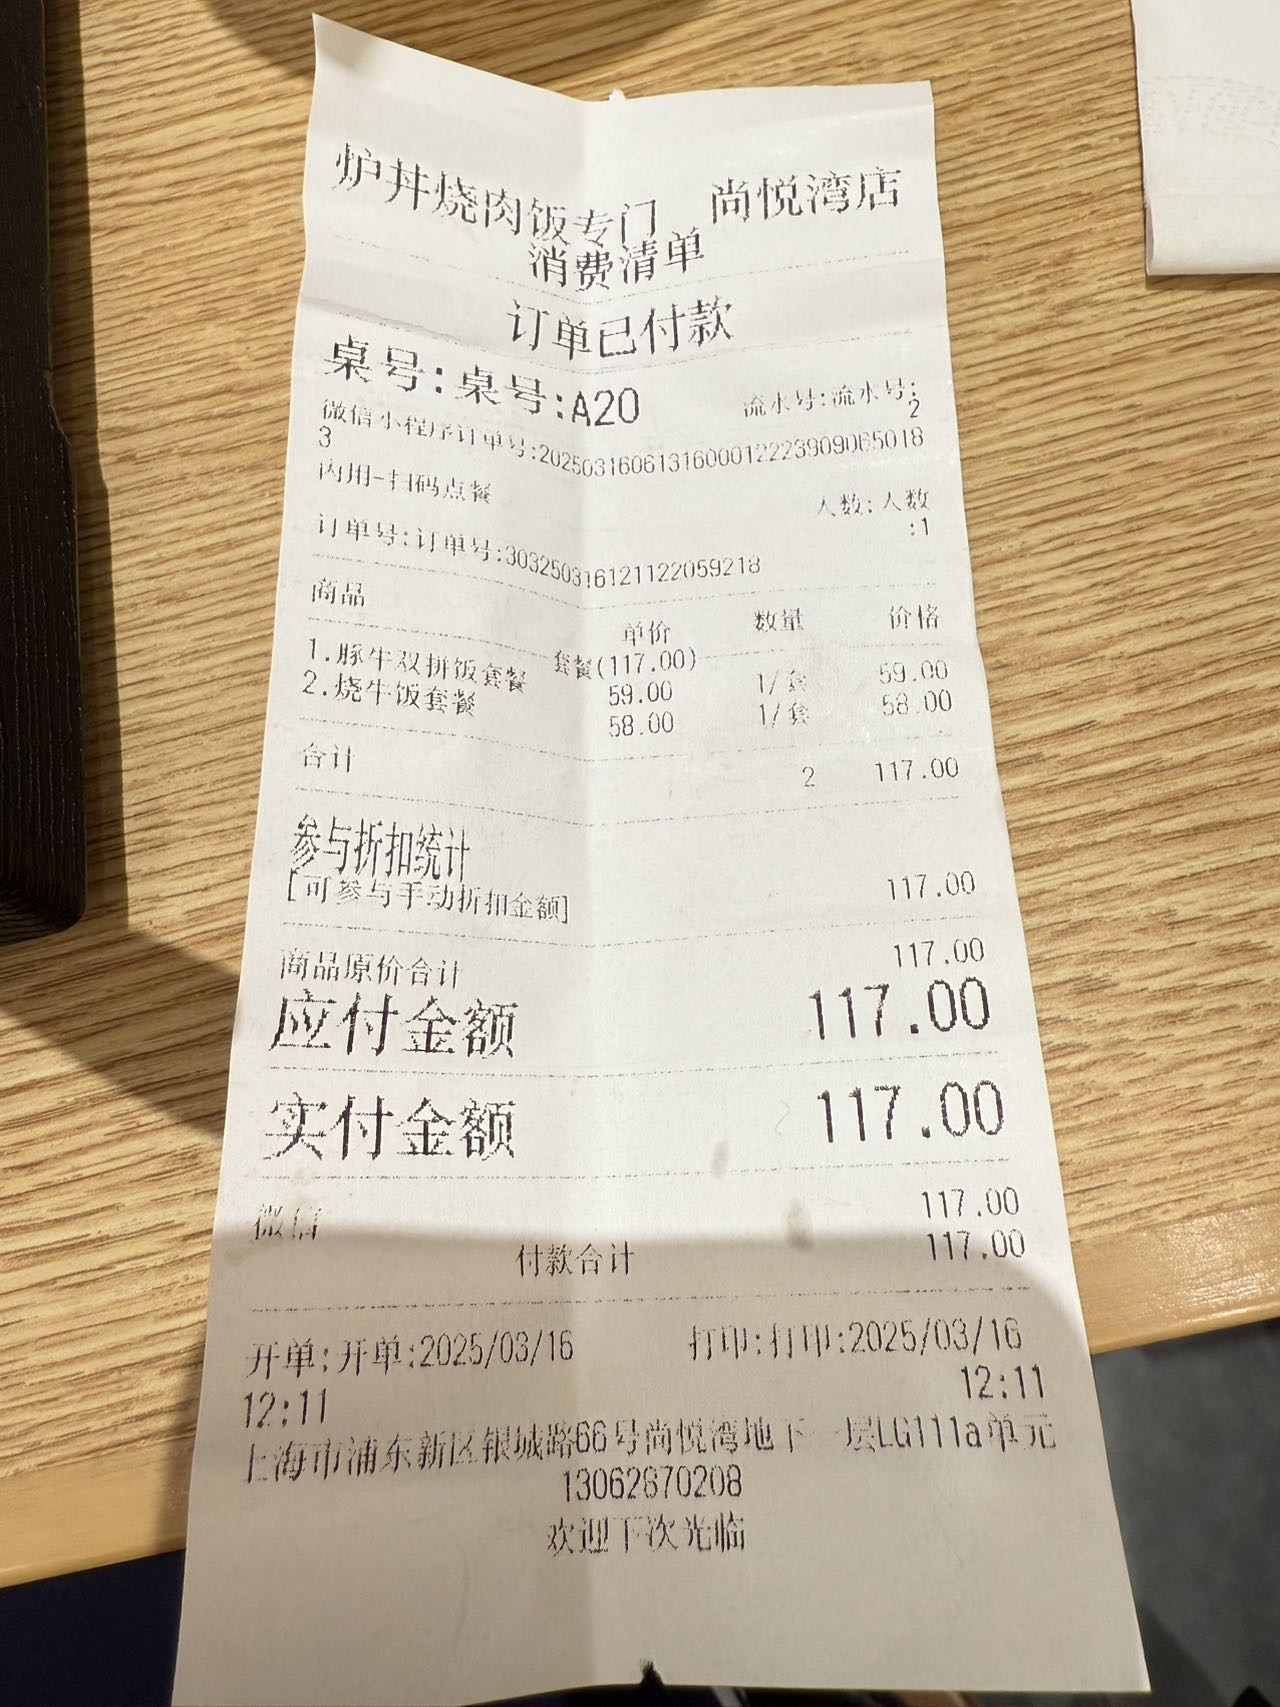 炉丼烧肉饭专门 尚悦湾店
消费清单
订单已付款
桌号:桌号:A20
流水号:流水号:
2
微信小程序订单号:2025031606131600012223909065018
3
内用-扫码点餐
人数:人数
:1
订单号:订单号:303250316121122059218
商品 单价 数量 价格
套餐(117.00)
1.豚牛双拼饭套餐 59.00 1/套 59.00
2.烧牛饭套餐 58.00 1/套 58.00
合计 2 117.00
参与折扣统计
[可参与手动折扣金额] 117.00
商品原价合计 117.00
应付金额 117.00
实付金额 117.00
微信 117.00
付款合计 117.00
开单:开单:2025/03/16
12:11
打印:打印:2025/03/16
12:11
上海市浦东新区银城路66号尚悦湾地下一层LG111a单元
13062870208
欢迎下次光临